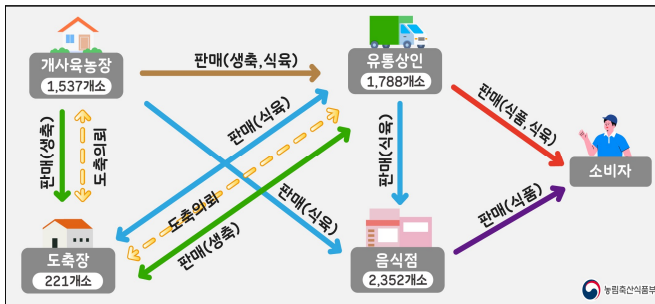 개사육농장
1,537개소
판매(생축,식육)
유통상인
1,788개소
판매(생축)
도축의뢰
판매(식육)
도축의뢰
판매(생축)
판매(식육)
판매(식육)
판매(식품,식육)
판매(식품)
소비자
도축장
221개소
음식점
2,352개소
농림축산식품부